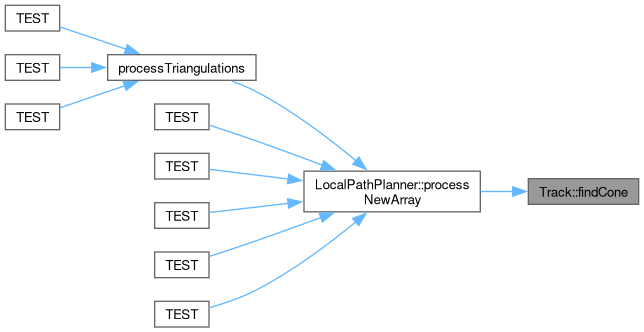 TEST
TEST
TEST
processTriangulations
TEST
TEST
TEST
TEST
TEST
LocalPathPlanner::process
NewArray
Track::findCone